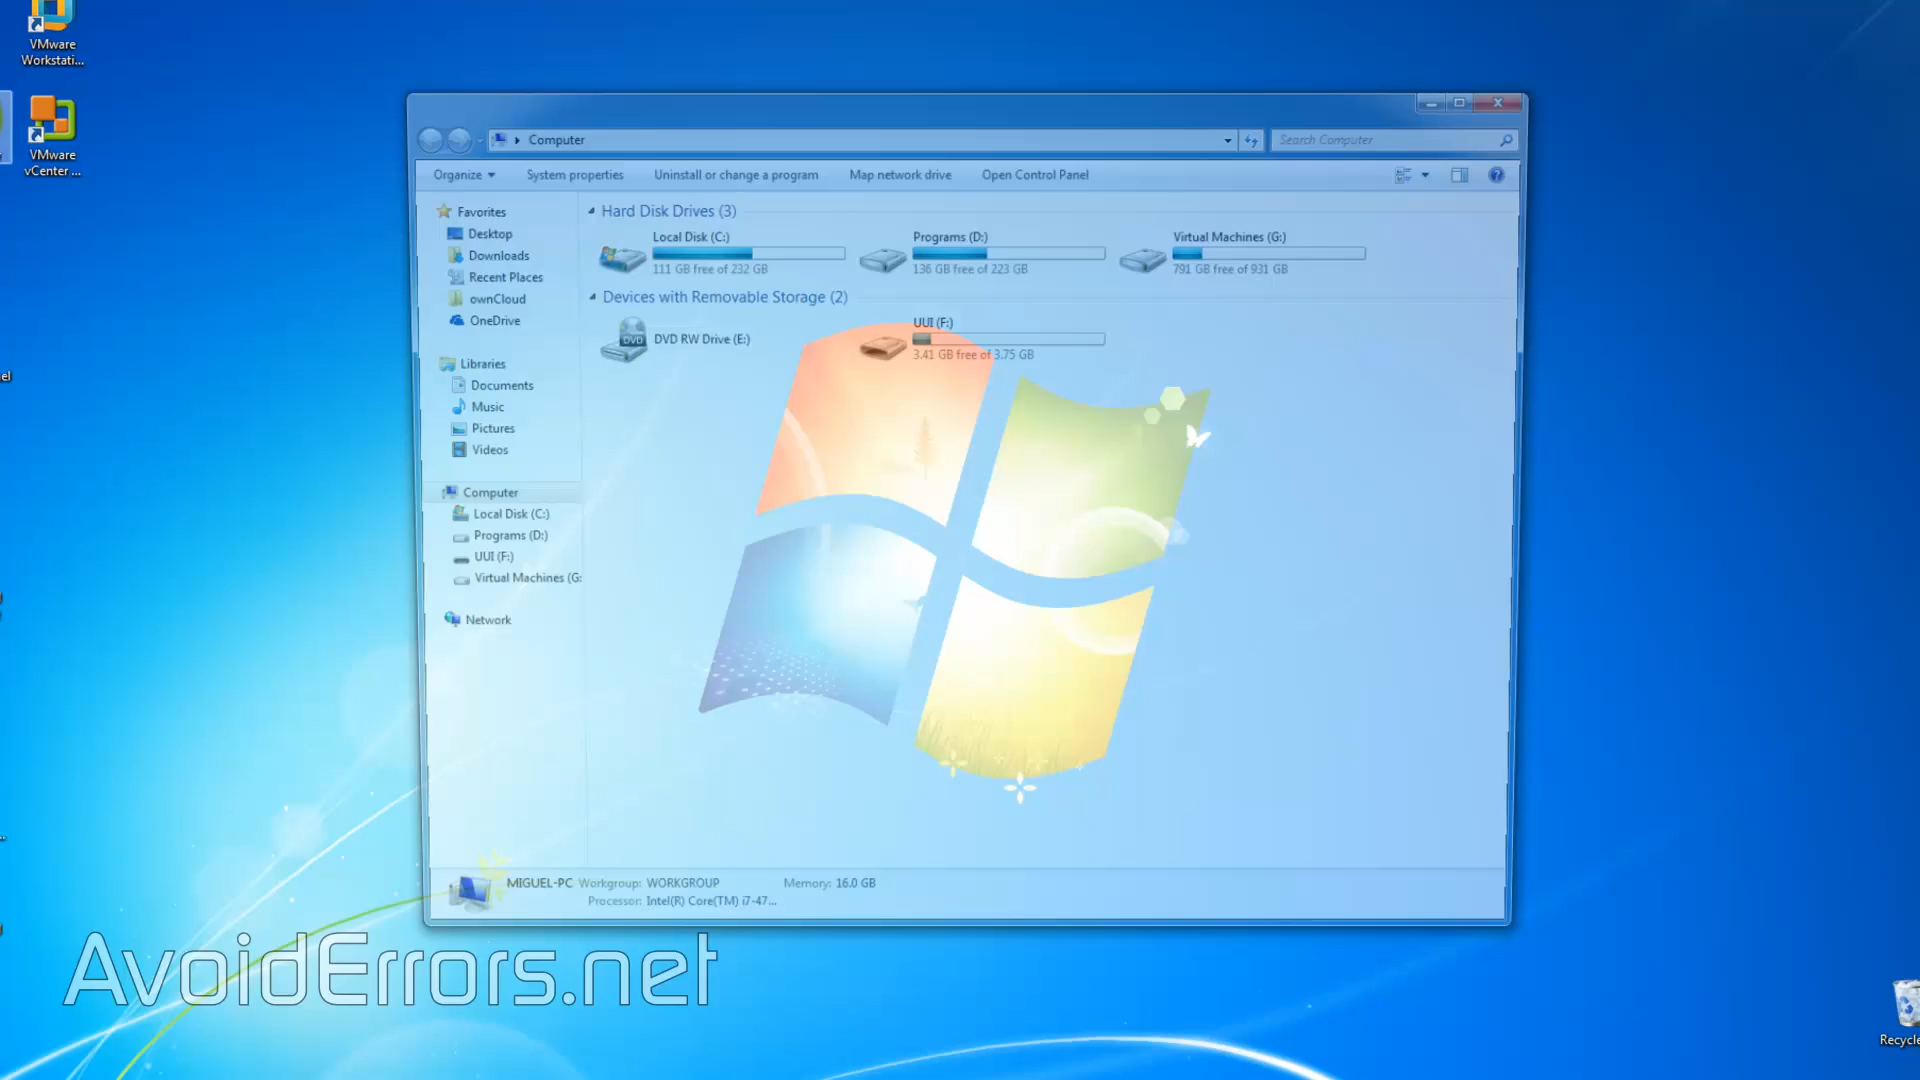 VMware
Workstati...
VMware
vCenter ...
el
Computer
Search Computer
Organize
System properties
Uninstall or change a program
Map network drive
Open Control Panel
Favorites
Desktop
Downloads
Recent Places
ownCloud
OneDrive
Libraries
Documents
Music
Pictures
Videos
Computer
Local Disk (C:)
Programs (D:)
UUI (F:)
Virtual Machines (G:
Network
Hard Disk Drives (3)
Local Disk (C:)
111 GB free of 232 GB
Programs (D:)
136 GB free of 223 GB
Virtual Machines (G:)
791 GB free of 931 GB
Devices with Removable Storage (2)
DVD
DVD RW Drive (E:)
UUI (F:)
3.41 GB free of 3.75 GB
MIGUEL-PC Workgroup: WORKGROUP Memory: 16.0 GB
Processor: Intel(R) Core(TM) i7-47...
AvoidErrors.net
Recycle